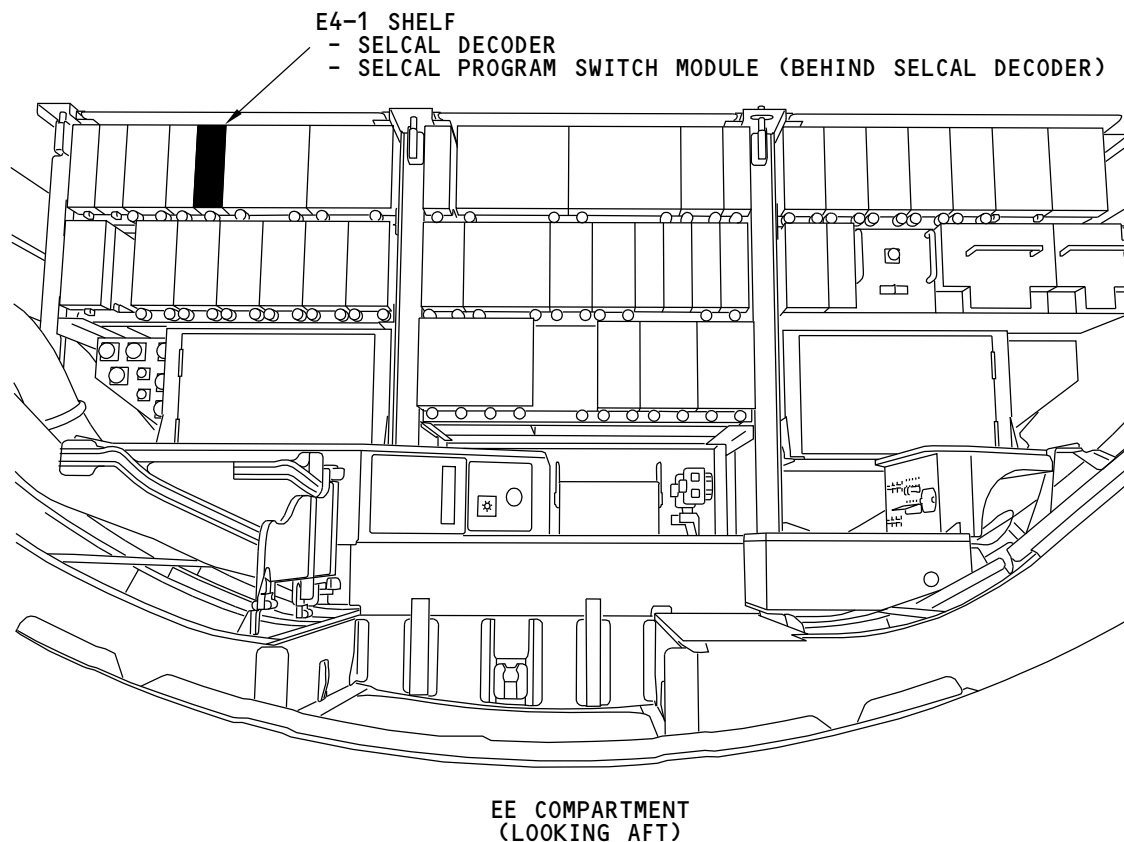 E4-1 SHELF
- SELCAL DECODER
- SELCAL PROGRAM SWITCH MODULE (BEHIND SELCAL DECODER)
EE COMPARTMENT
(LOOKING AFT)